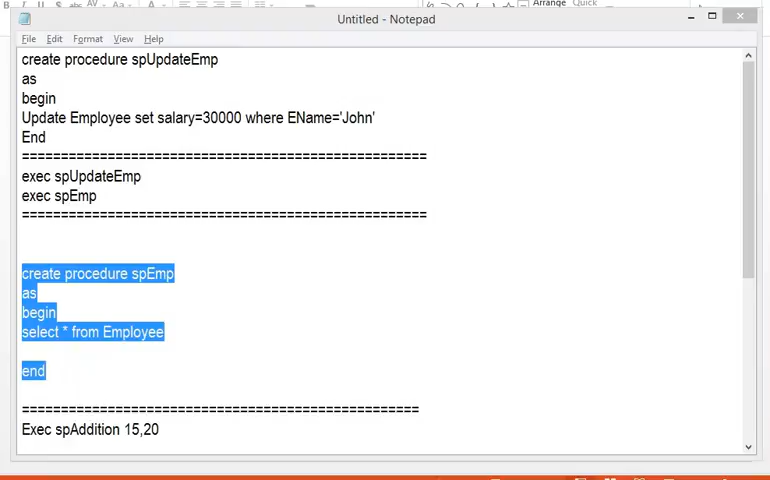 Arrange
Quick
Untitled - Notepad
File Edit Format View Help
create procedure spUpdateEmp
as
begin
Update Employee set salary=30000 where EName='John'
End
====================================================
exec spUpdateEmp
exec spEmp
====================================================
create procedure spEmp
as
begin
select * from Employee
end
===================================================
Exec spAddition 15,20